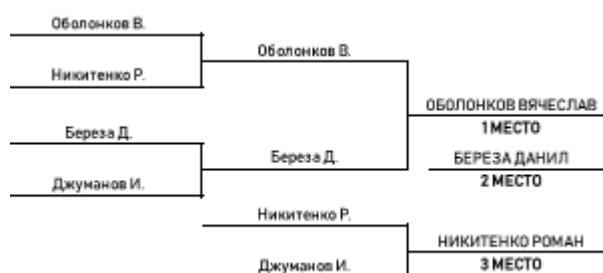 Оболонков В.
Никитенко Р.
Оболонков В.
Береза Д.
Джуманов И.
Береза Д.
ОБОЛОНКОВ ВЯЧЕСЛАВ
1 МЕСТО
БЕРЕЗА ДАНИЛ
2 МЕСТО
Никитенко Р.
Джуманов И.
НИКИТЕНКО РОМАН
3 МЕСТО